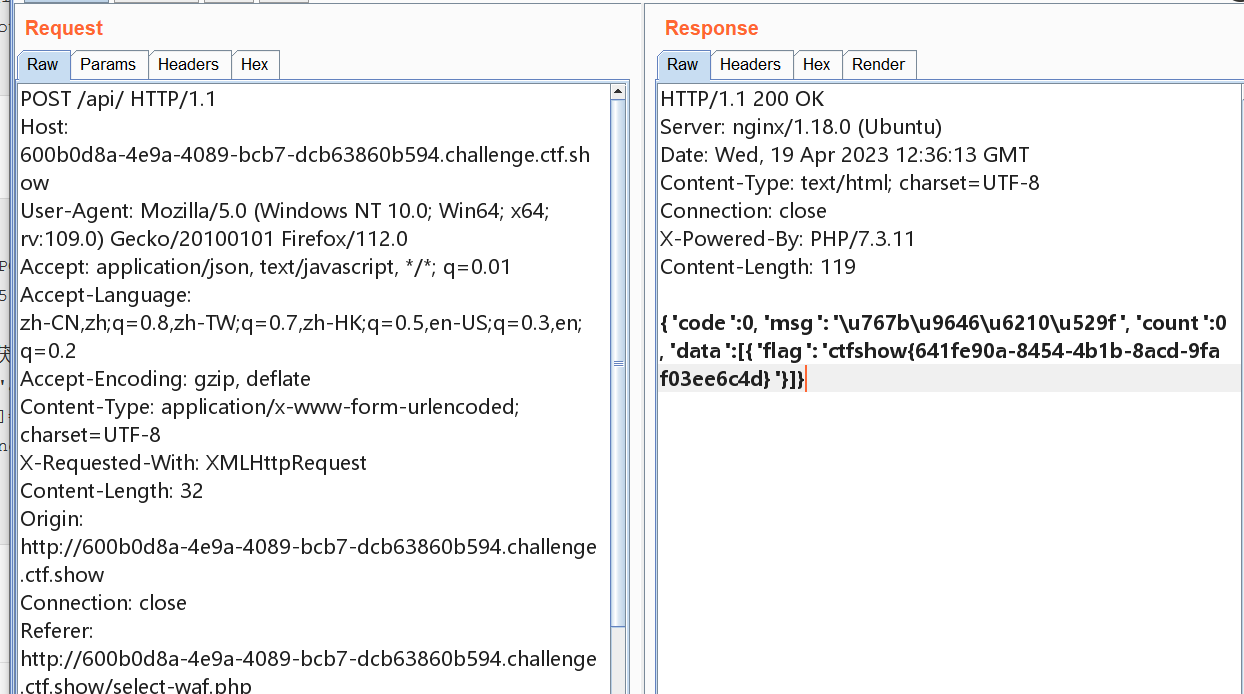 Request
Raw Params Headers Hex
POST /api/ HTTP/1.1
Host:
600b0d8a-4e9a-4089-bcb7-dcb63860b594.challenge.ctf.sh
ow
User-Agent: Mozilla/5.0 (Windows NT 10.0; Win64; x64;
rv:109.0) Gecko/20100101 Firefox/112.0
Accept: application/json, text/javascript, */*; q=0.01
Accept-Language:
zh-CN,zh;q=0.8,zh-TW;q=0.7,zh-HK;q=0.5,en-US;q=0.3,en;
q=0.2
Accept-Encoding: gzip, deflate
Content-Type: application/x-www-form-urlencoded;
charset=UTF-8
X-Requested-With: XMLHttpRequest
Content-Length: 32
Origin:
http://600b0d8a-4e9a-4089-bcb7-dcb63860b594.challenge
.ctf.show
Connection: close
Referer:
http://600b0d8a-4e9a-4089-bcb7-dcb63860b594.challenge
.ctf.show/select-waf.php
Response
Raw Headers Hex Render
HTTP/1.1 200 OK
Server: nginx/1.18.0 (Ubuntu)
Date: Wed, 19 Apr 2023 12:36:13 GMT
Content-Type: text/html; charset=UTF-8
Connection: close
X-Powered-By: PHP/7.3.11
Content-Length: 119
{'code':0, 'msg': '\u767b\u9646\u6210\u529f', 'count':0
, 'data':[{'flag': 'ctfshow{641fe90a-8454-4b1b-8acd-9fa
f03ee6c4d}'}]}